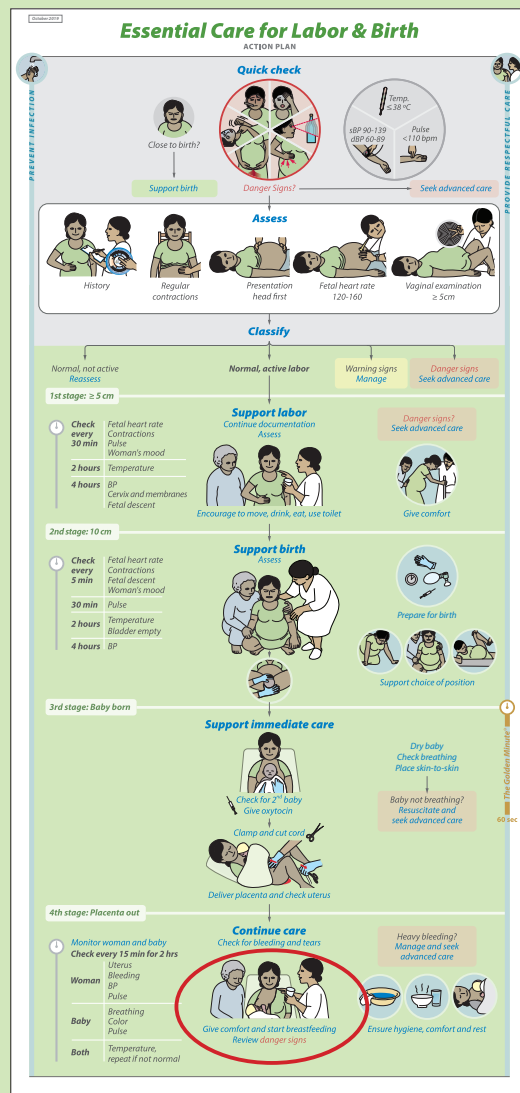 October 2019
Essential Care for Labor & Birth
ACTION PLAN
PREVENT INFECTION
PROVIDE RESPECTFUL CARE
Quick check
Close to birth?
Temp.
≤38 ºC
sBP 90-139
dBP 60-89
Pulse
<110 bpm
Support birth
Danger Signs?
Seek advanced care
Assess
History
Regular
contractions
Presentation
head first
Fetal heart rate
120-160
Vaginal examination
≥ 5cm
Classify
Normal, not active
Reassess
Normal, active labor
Warning signs
Manage
Danger signs
Seek advanced care
1st stage: ≥ 5 cm
Support labor
Continue documentation
Assess
Check
every
30 min
Fetal heart rate
Contractions
Pulse
Woman's mood
2 hours
Temperature
4 hours
BP
Cervix and membranes
Fetal descent
Encourage to move, drink, eat, use toilet
Danger signs?
Seek advanced care
Give comfort
2nd stage: 10 cm
Support birth
Assess
Check
every
5 min
Fetal heart rate
Contractions
Fetal descent
Woman's mood
30 min
Pulse
2 hours
Temperature
Bladder empty
4 hours
BP
Prepare for birth
Support choice of position
3rd stage: Baby born
Support immediate care
Check for 2nd baby
Give oxytocin
Clamp and cut cord
Deliver placenta and check uterus
Dry baby
Check breathing
Place skin-to-skin
Baby not breathing?
Resuscitate and
seek advanced care
The Golden Minute®
60 sec
4th stage: Placenta out
Continue care
Check for bleeding and tears
Monitor woman and baby
Check every 15 min for 2 hrs
Woman
Uterus
Bleeding
BP
Pulse
Baby
Breathing
Color
Pulse
Both
Temperature,
repeat if not normal
Give comfort and start breastfeeding
Review danger signs
Heavy bleeding?
Manage and seek
advanced care
Ensure hygiene, comfort and rest